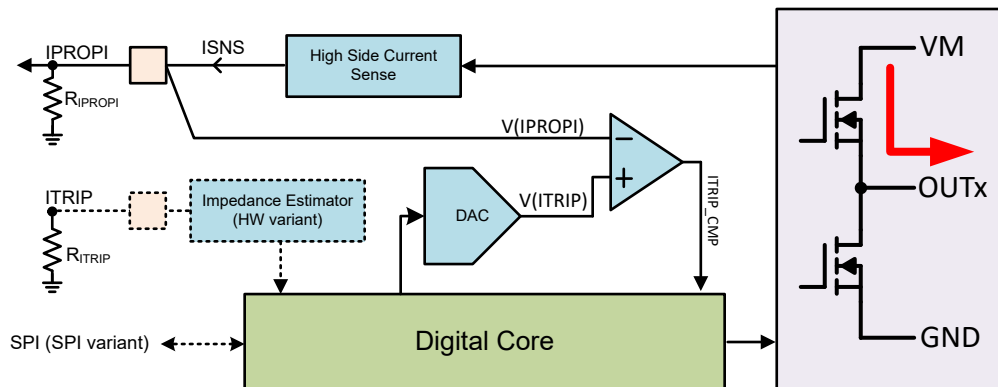 IPROPI
ISNS
High Side Current
Sense
VM
RIPROPI
V(IPROPI)
−
+
ITRIP
Impedance Estimator
(HW variant)
DAC
V(ITRIP)
ITRIP_CMP
OUTx
RITRIP
SPI (SPI variant)
Digital Core
GND